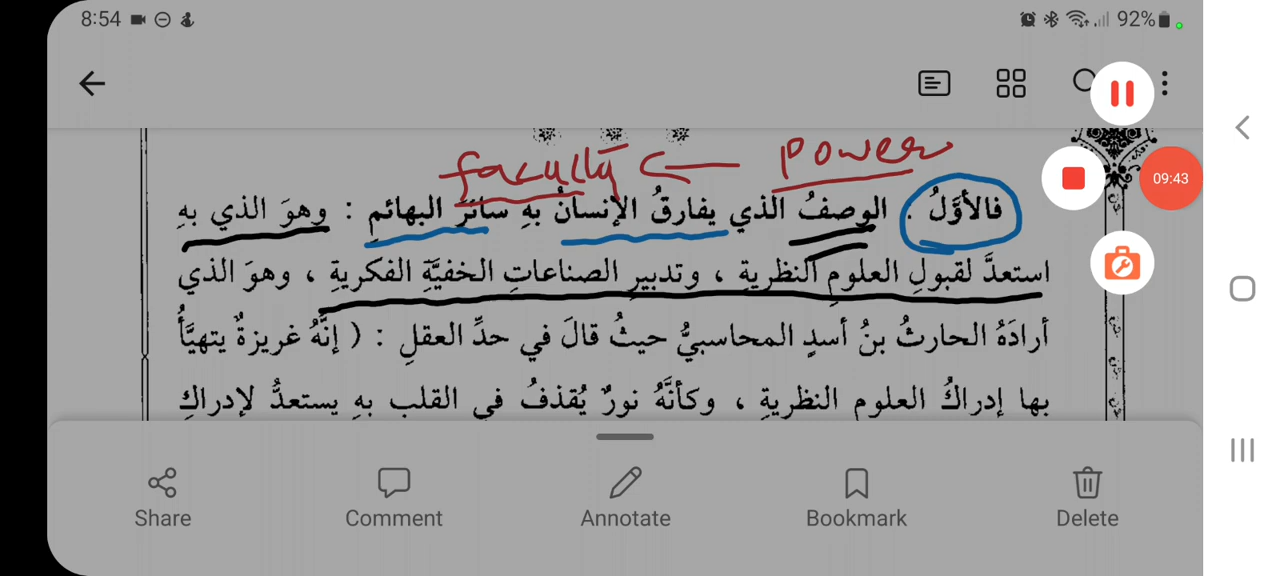 8:54
92%
power
faculty
09:43
فالأوَّلُ : الوصفُ الذي يفارقُ الإنسانُ بهِ سائرَ البهائمِ : وهوَ الذي بهِ
استعدَّ لقبولِ العلومِ النظريةِ ، وتدبيرِ الصناعاتِ الخفيَّةِ الفكريةِ ، وهوَ الذي
أرادَهُ الحارثُ بنُ أسدٍ المحاسبيُّ حيثُ قالَ في حدِّ العقلِ : ( إنَّهُ غريزةٌ يتهيَّأُ
بها إدراكُ العلومِ النظريةِ ، وكأنَّهُ نورٌ يُقذفُ في القلبِ بهِ يستعدُّ لإدراكِ
Share
Comment
Annotate
Bookmark
Delete